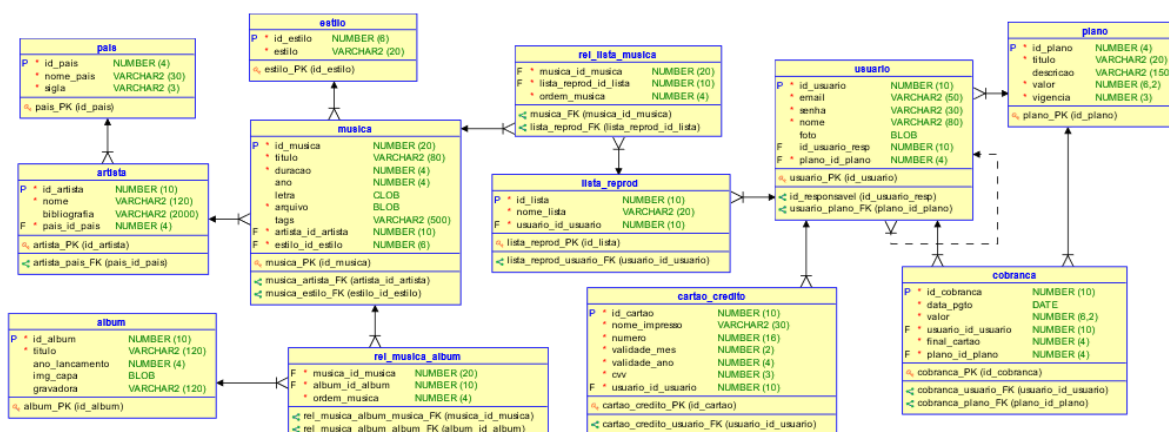 pais
P * id_pais NUMBER (4)
* nome_pais VARCHAR2 (30)
* sigla VARCHAR2 (3)
pais_PK (id_pais)
estilo
P * id_estilo NUMBER (6)
* estilo VARCHAR2 (20)
estilo_PK (id_estilo)
rel_lista_musica
F * musica_id_musica NUMBER (20)
F * lista_reprod_id_lista NUMBER (10)
* ordem_musica NUMBER (4)
musica_FK (musica_id_musica)
lista_reprod_FK (lista_reprod_id_lista)
usuario
P * id_usuario NUMBER (10)
* email VARCHAR2 (50)
* senha VARCHAR2 (30)
* nome VARCHAR2 (80)
foto BLOB
F id_usuario_resp NUMBER (10)
F * plano_id_plano NUMBER (4)
usuario_PK (id_usuario)
id_responsavel (id_usuario_resp)
usuario_plano_FK (plano_id_plano)
plano
P * id_plano NUMBER (4)
* titulo VARCHAR2 (20)
descricao VARCHAR2 (150
* valor NUMBER (6,2)
* vigencia NUMBER (3)
plano_PK (id_plano)
artista
P * id_artista NUMBER (10)
* nome VARCHAR2 (120)
bibliografia VARCHAR2 (2000)
F * pais_id_pais NUMBER (4)
artista_PK (id_artista)
artista_pais_FK (pais_id_pais)
musica
P * id_musica NUMBER (20)
* titulo VARCHAR2 (80)
* duracao NUMBER (4)
ano NUMBER (4)
letra CLOB
* arquivo BLOB
tags VARCHAR2 (500)
F * artista_id_artista NUMBER (10)
F * estilo_id_estilo NUMBER (6)
musica_PK (id_musica)
musica_artista_FK (artista_id_artista)
musica_estilo_FK (estilo_id_estilo)
lista_reprod
P * id_lista NUMBER (10)
* nome_lista VARCHAR2 (20)
F * usuario_id_usuario NUMBER (10)
lista_reprod_PK (id_lista)
lista_reprod_usuario_FK (usuario_id_usuario)
album
P * id_album NUMBER (10)
* titulo VARCHAR2 (120)
ano_lancamento NUMBER (4)
img_capa BLOB
gravadora VARCHAR2 (120)
album_PK (id_album)
rel_musica_album
F * musica_id_musica NUMBER (20)
F * album_id_album NUMBER (10)
* ordem_musica NUMBER (4)
rel_musica_album_musica_FK (musica_id_musica)
rel_musica_album_album_FK (album_id_album)
cartao_credito
P * id_cartao NUMBER (10)
* nome_impresso VARCHAR2 (30)
* numero NUMBER (16)
* validade_mes NUMBER (2)
* validade_ano NUMBER (4)
* cvv NUMBER (3)
F * usuario_id_usuario NUMBER (10)
cartao_credito_PK (id_cartao)
cartao_credito_usuario_FK (usuario_id_usuario)
cobranca
P * id_cobranca NUMBER (10)
* data_pgto DATE
* valor NUMBER (6,2)
F * usuario_id_usuario NUMBER (10)
* final_cartao NUMBER (4)
F * plano_id_plano NUMBER (4)
cobranca_PK (id_cobranca)
cobranca_usuario_FK (usuario_id_usuario)
cobranca_plano_FK (plano_id_plano)